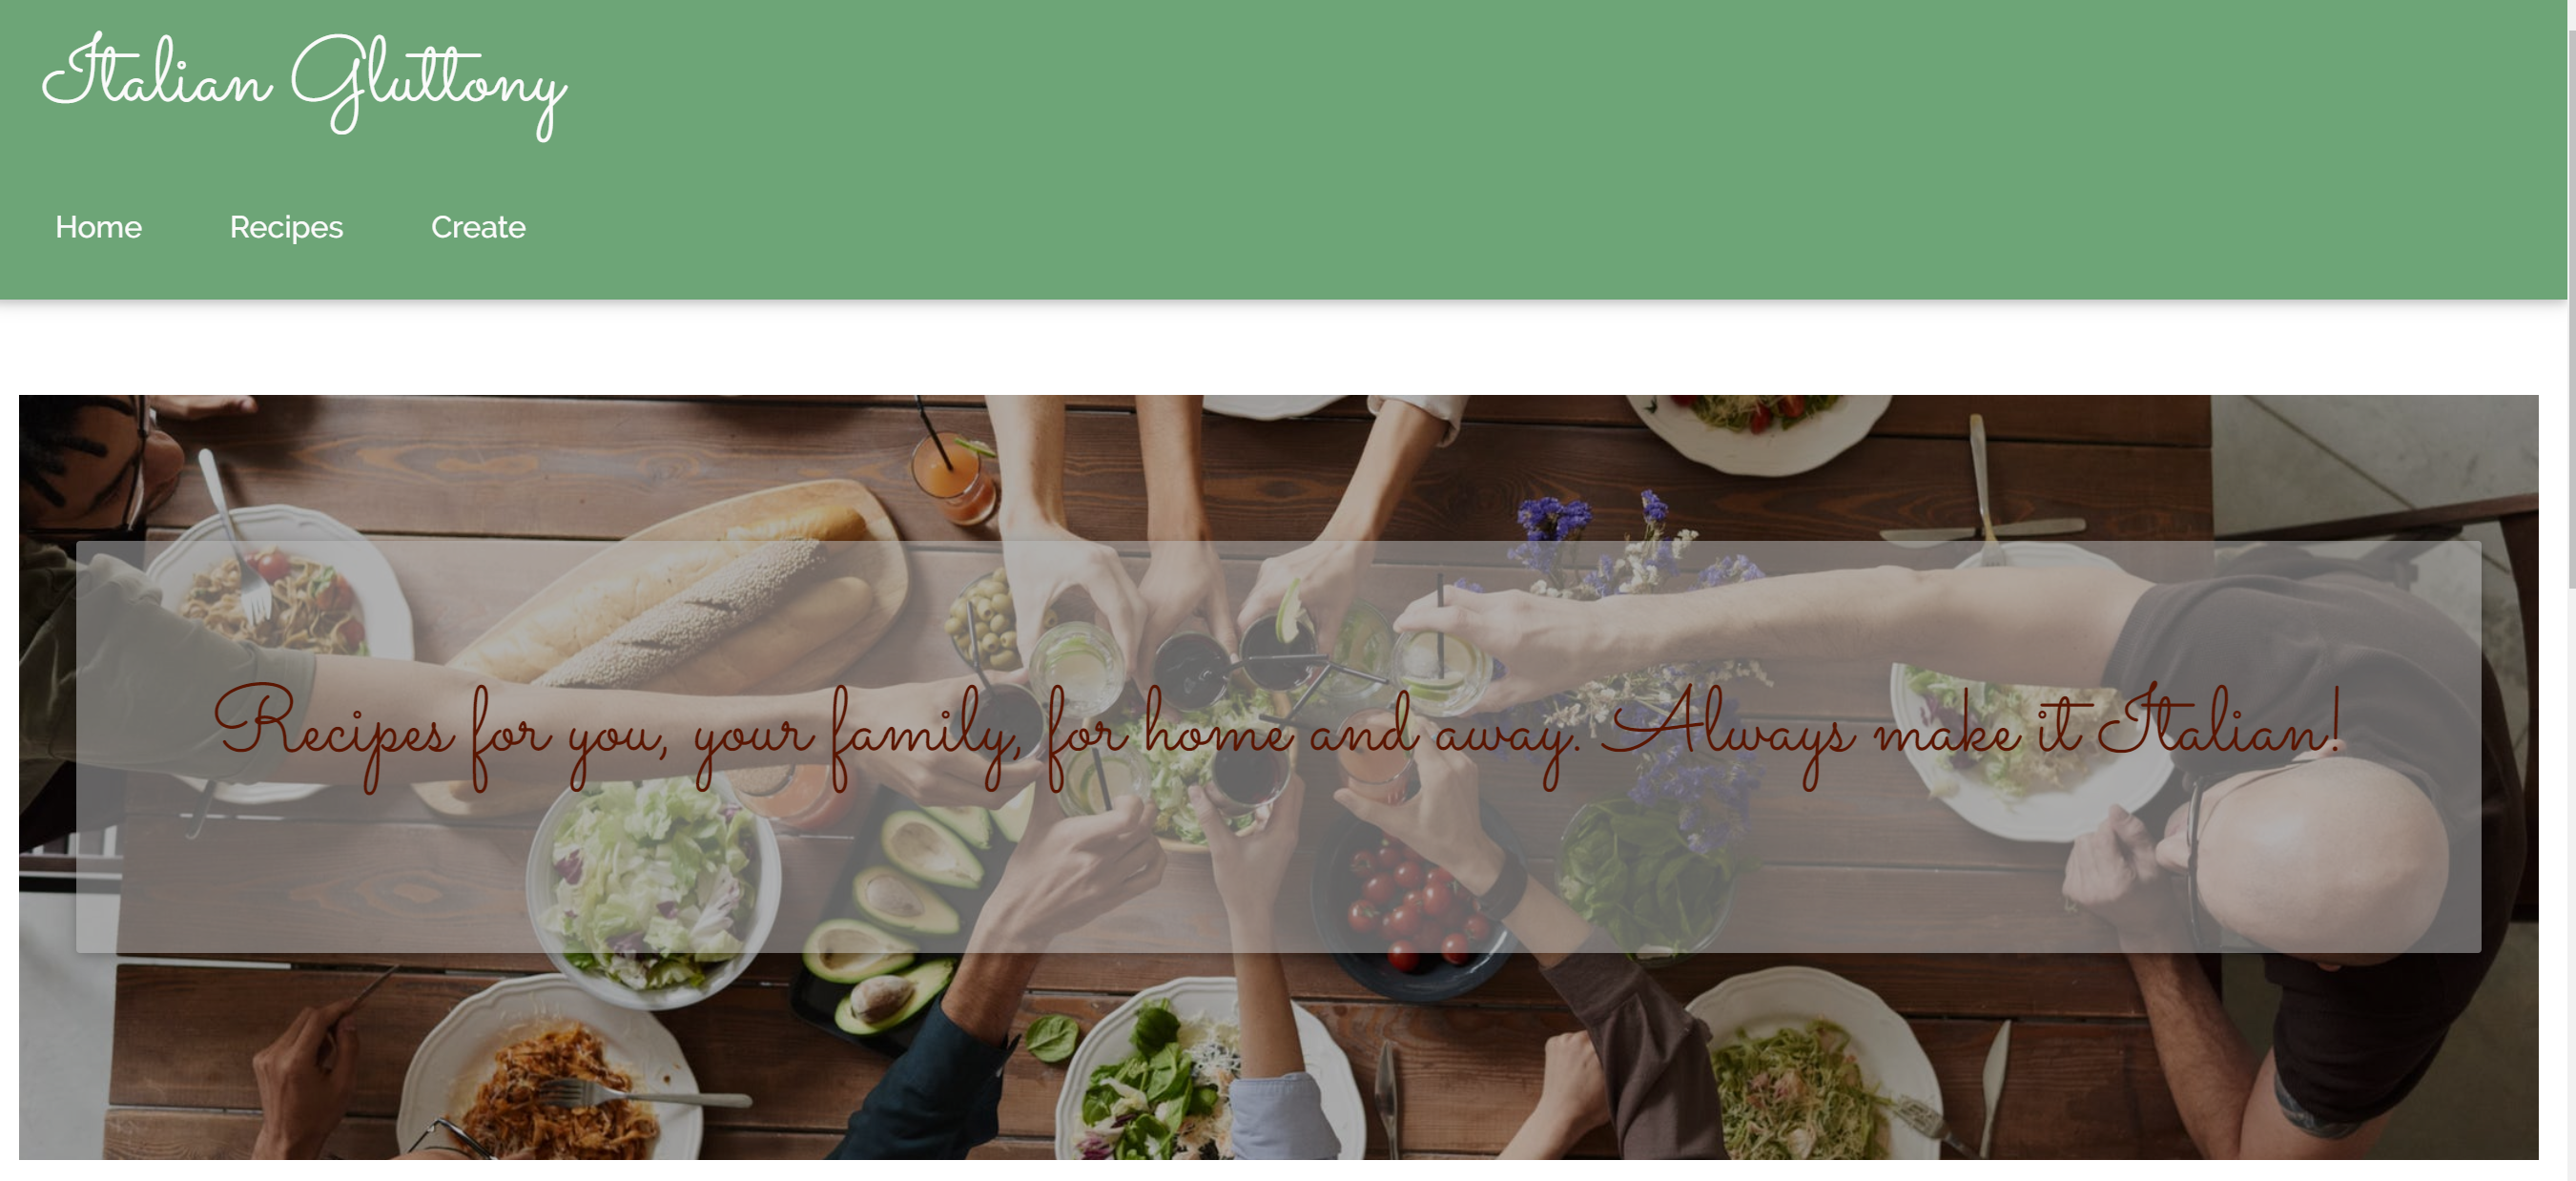 Italian Gluttony
Home Recipes Create
Recipes for you, your family, for home and away. Always make it Italian!